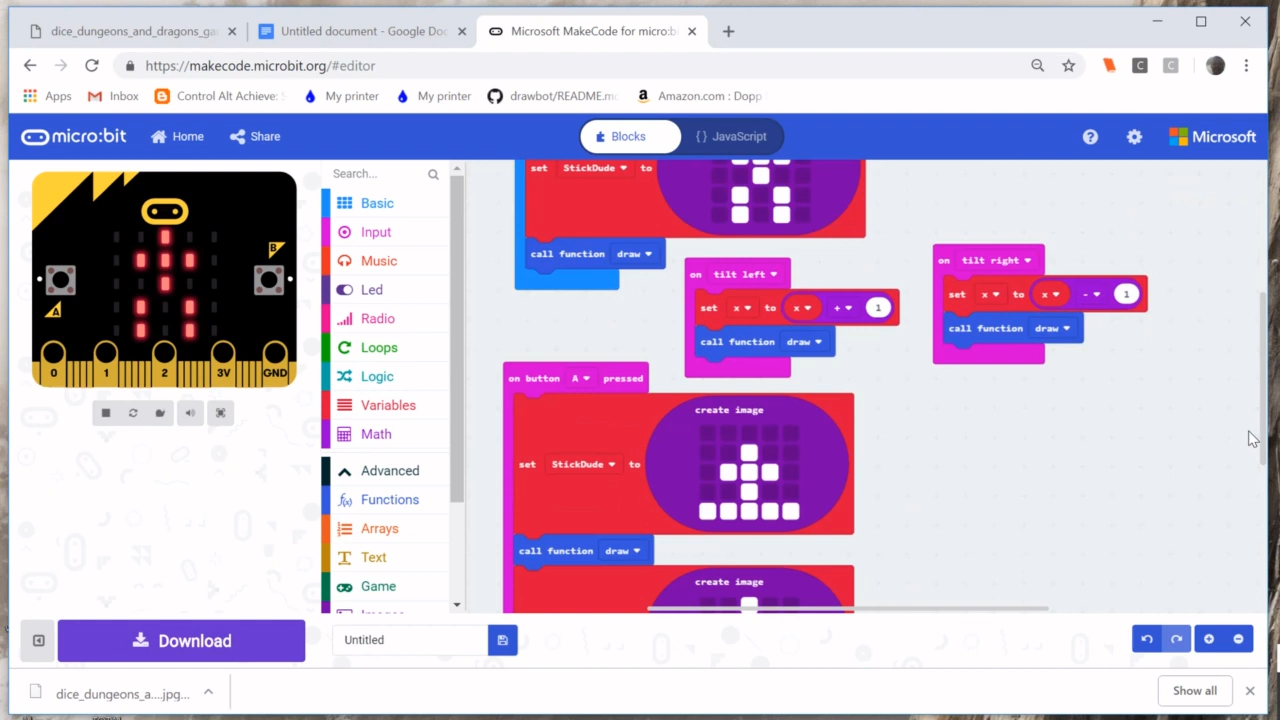 dice_dungeons_and_dragons_ga
Untitled document - Google Doc
Microsoft MakeCode for micro:bi
https://makecode.microbit.org/#editor
Apps
Inbox
Control Alt Achieve:
My printer
My printer
drawbot/README.mc
Amazon.com : Dopp
micro:bit
Home
Share
Blocks
{} JavaScript
Microsoft
A
B
0 1 2 3V GND
Search...
Basic
Input
Music
Led
Radio
Loops
Logic
Variables
Math
Advanced
Functions
Arrays
Text
Game
set StickDude to
call function draw
on tilt left
set x to x + 1
call function draw
on tilt right
set x to x - 1
call function draw
on button A pressed
create image
set StickDude to
call function draw
create image
Download
Untitled
dice_dungeons_a....jpg...
Show all